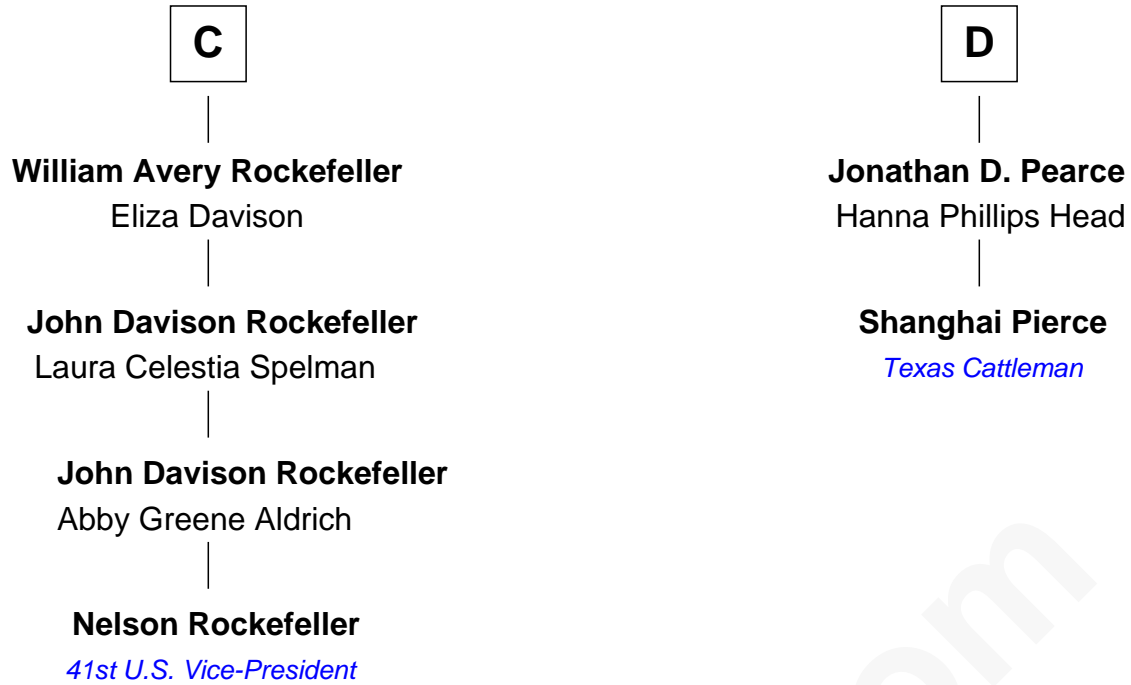 C
William Avery Rockefeller
Eliza Davison
John Davison Rockefeller
Laura Celestia Spelman
John Davison Rockefeller
Abby Greene Aldrich
Nelson Rockefeller
41st U.S. Vice-President
D
Jonathan D. Pearce
Hanna Phillips Head
Shanghai Pierce
Texas Cattleman
om